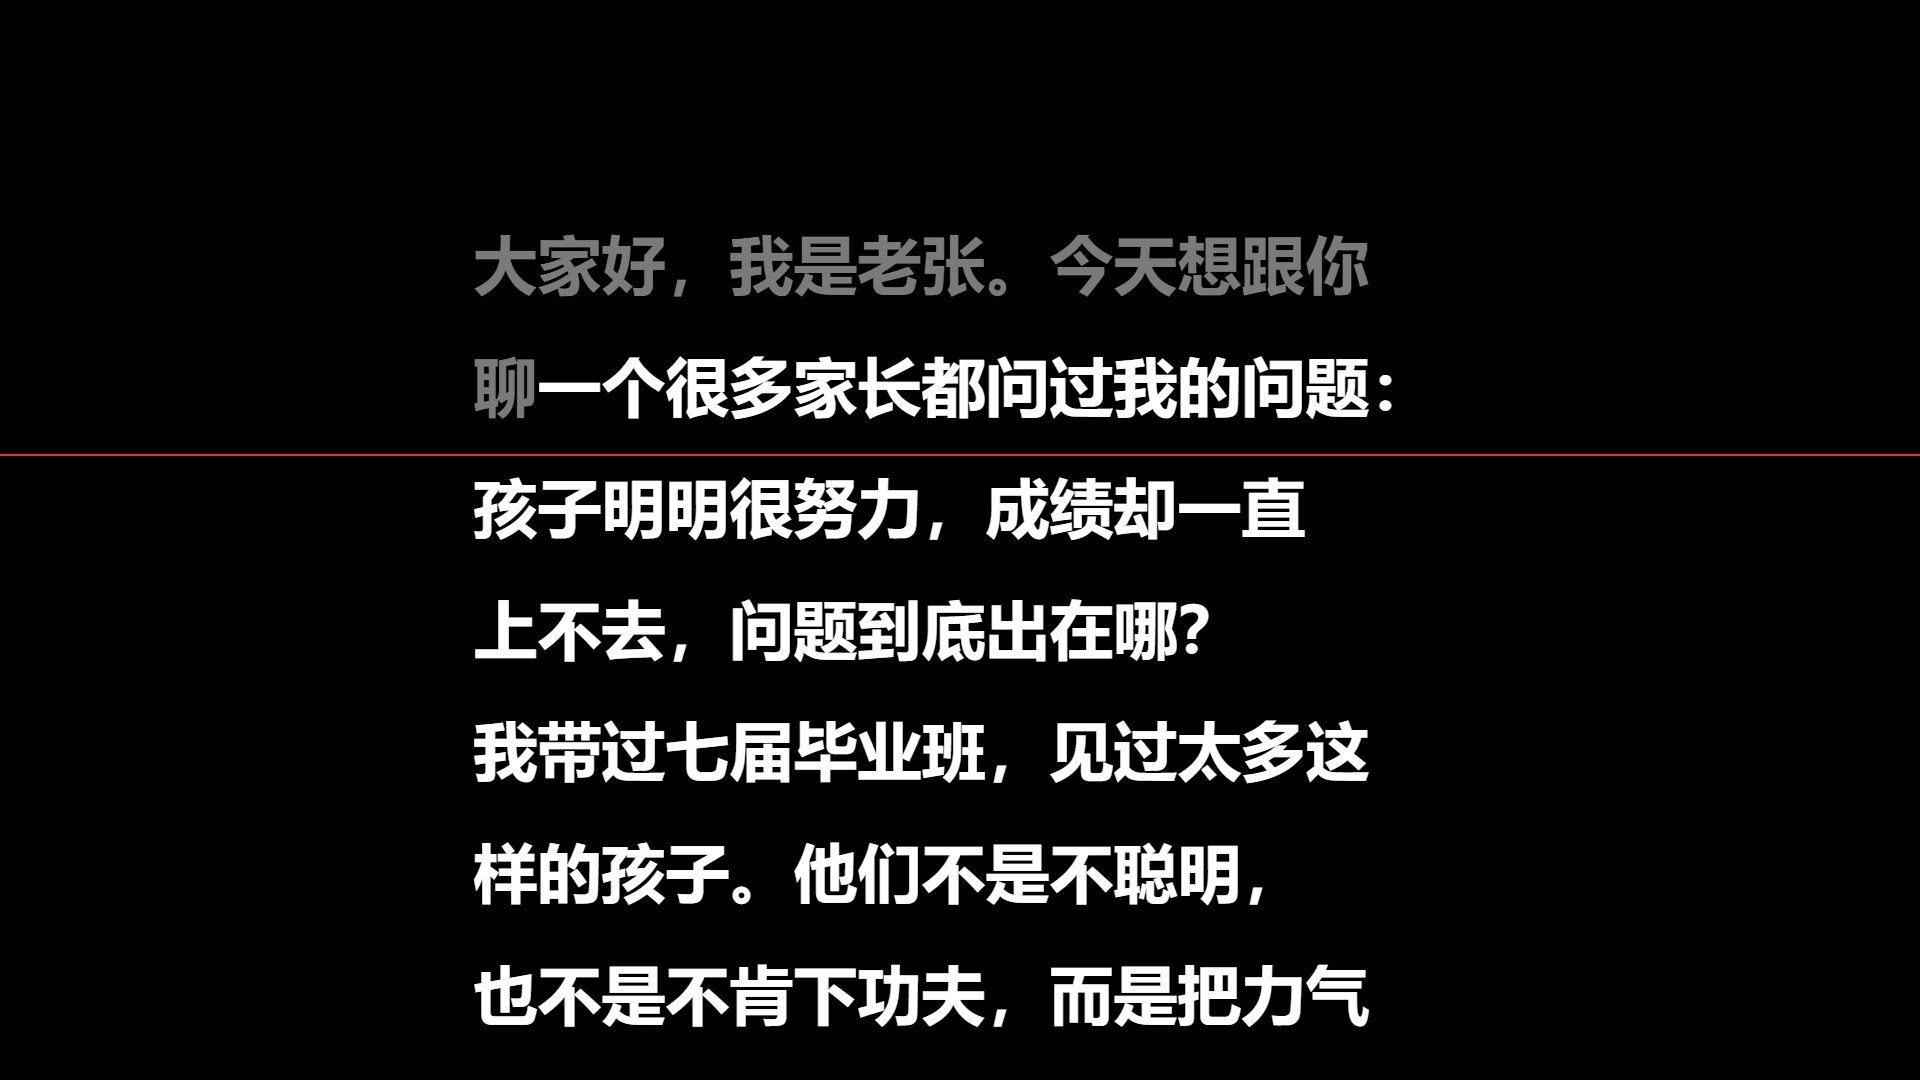 大家好，我是老张。今天想跟你
聊一个很多家长都问过我的问题：
孩子明明很努力，成绩却一直
上不去，问题到底出在哪？
我带过七届毕业班，见过太多这
样的孩子。他们不是不聪明，
也不是不肯下功夫，而是把力气